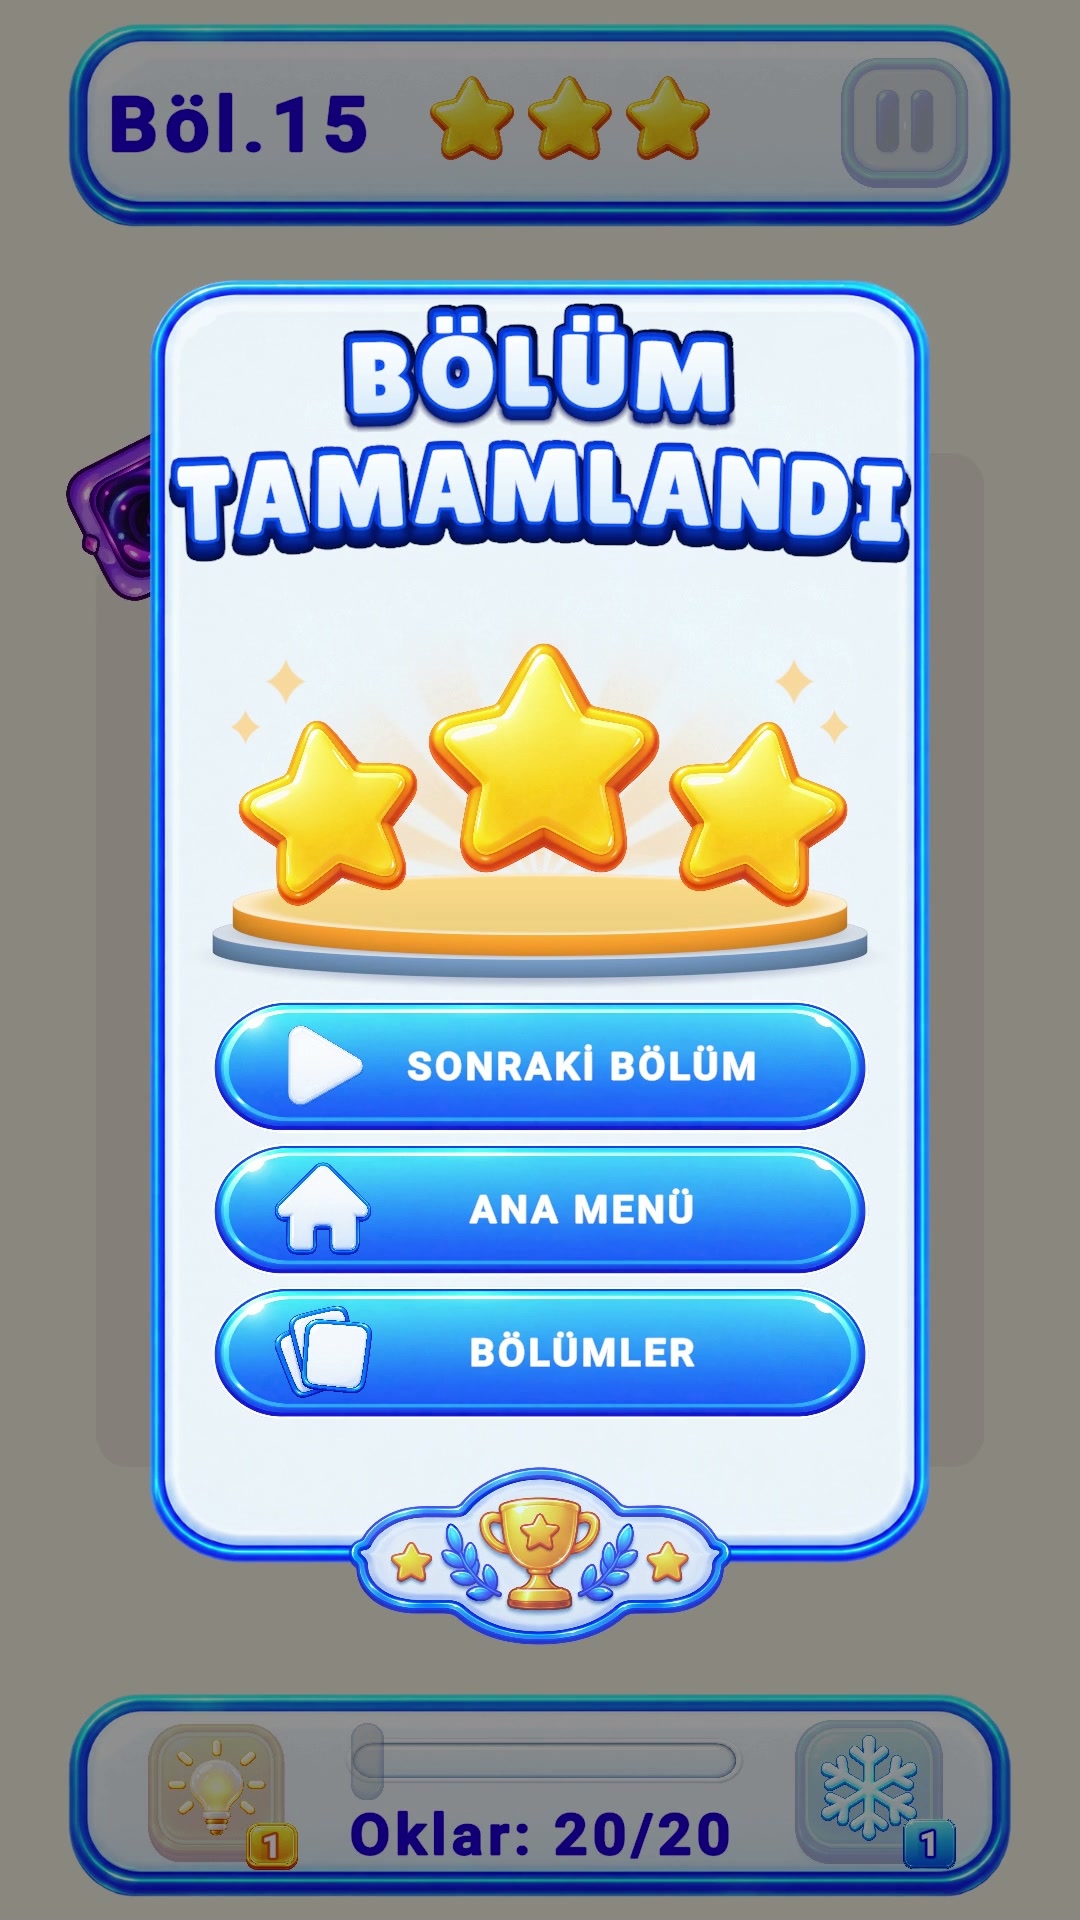 Böl.15
BÖLÜM
TAMAMLANDI
SONRAKİ BÖLÜM
ANA MENÜ
BÖLÜMLER
1
Oklar: 20/20
1